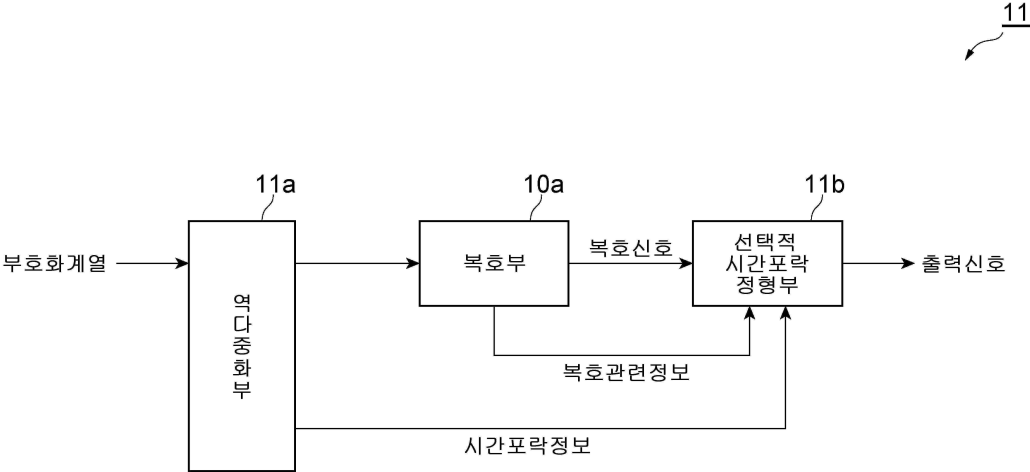 11
11a
10a
11b
부호화계열
역다중화부
복호부
복호신호
선택적
시간포락
정형부
출력신호
복호관련정보
시간포락정보